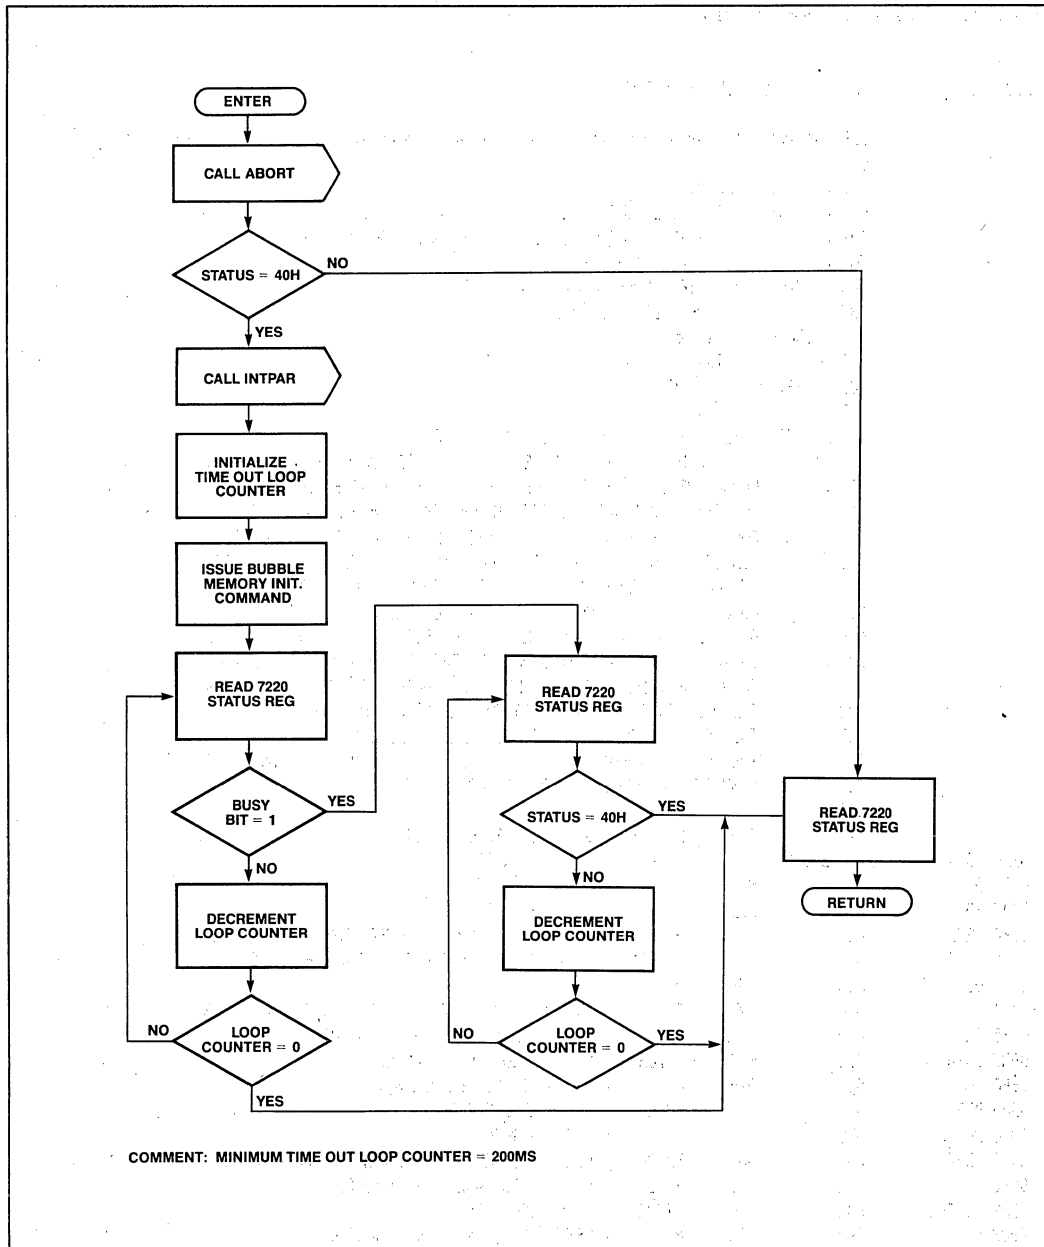 ENTER
CALL ABORT
STATUS = 40H
NO
YES
CALL INTPAR
INITIALIZE
TIME OUT LOOP
COUNTER
ISSUE BUBBLE
MEMORY INIT.
COMMAND
READ 7220
STATUS REG
BUSY
BIT = 1
YES
NO
DECREMENT
LOOP COUNTER
LOOP
COUNTER = 0
NO
YES
READ 7220
STATUS REG
STATUS = 40H
YES
NO
DECREMENT
LOOP COUNTER
LOOP
COUNTER = 0
NO
YES
READ 7220
STATUS REG
RETURN
COMMENT: MINIMUM TIME OUT LOOP COUNTER = 200MS